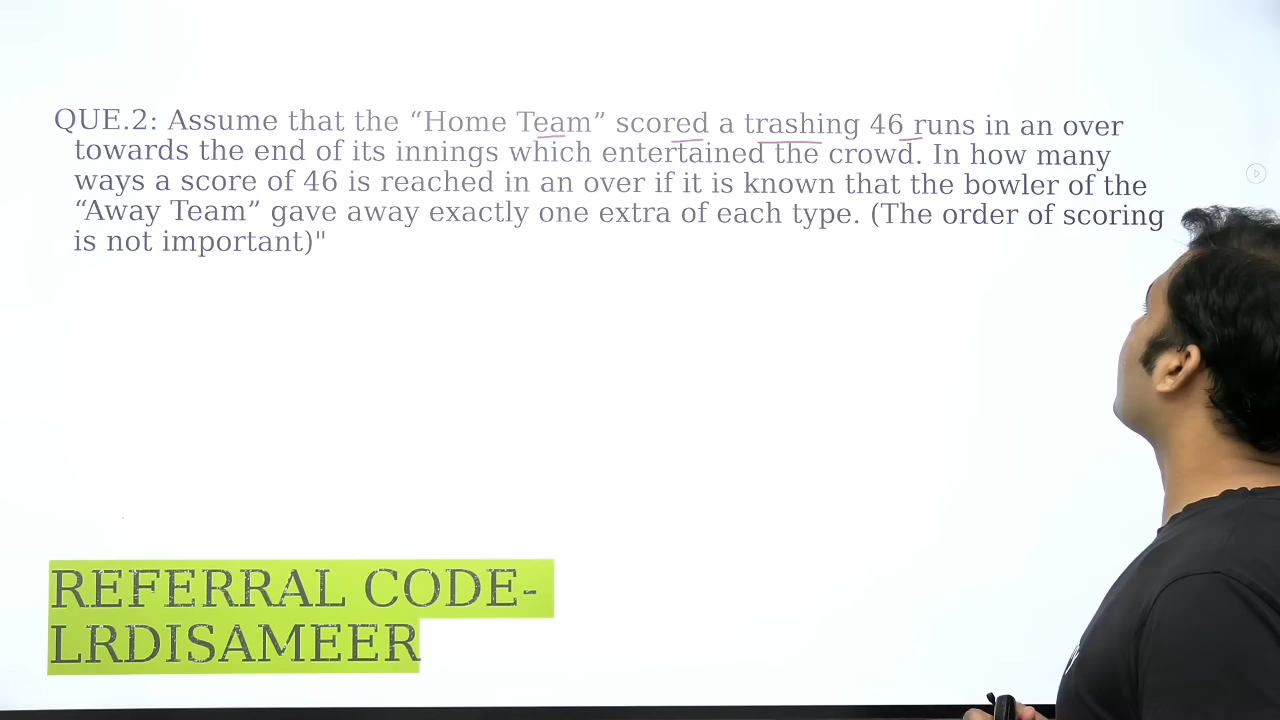 QUE.2: Assume that the “Home Team” scored a trashing 46 runs in an over
towards the end of its innings which entertained the crowd. In how many
ways a score of 46 is reached in an over if it is known that the bowler of the
“Away Team” gave away exactly one extra of each type. (The order of scoring
is not important)"
REFERRAL CODE-
LRDISAMEER